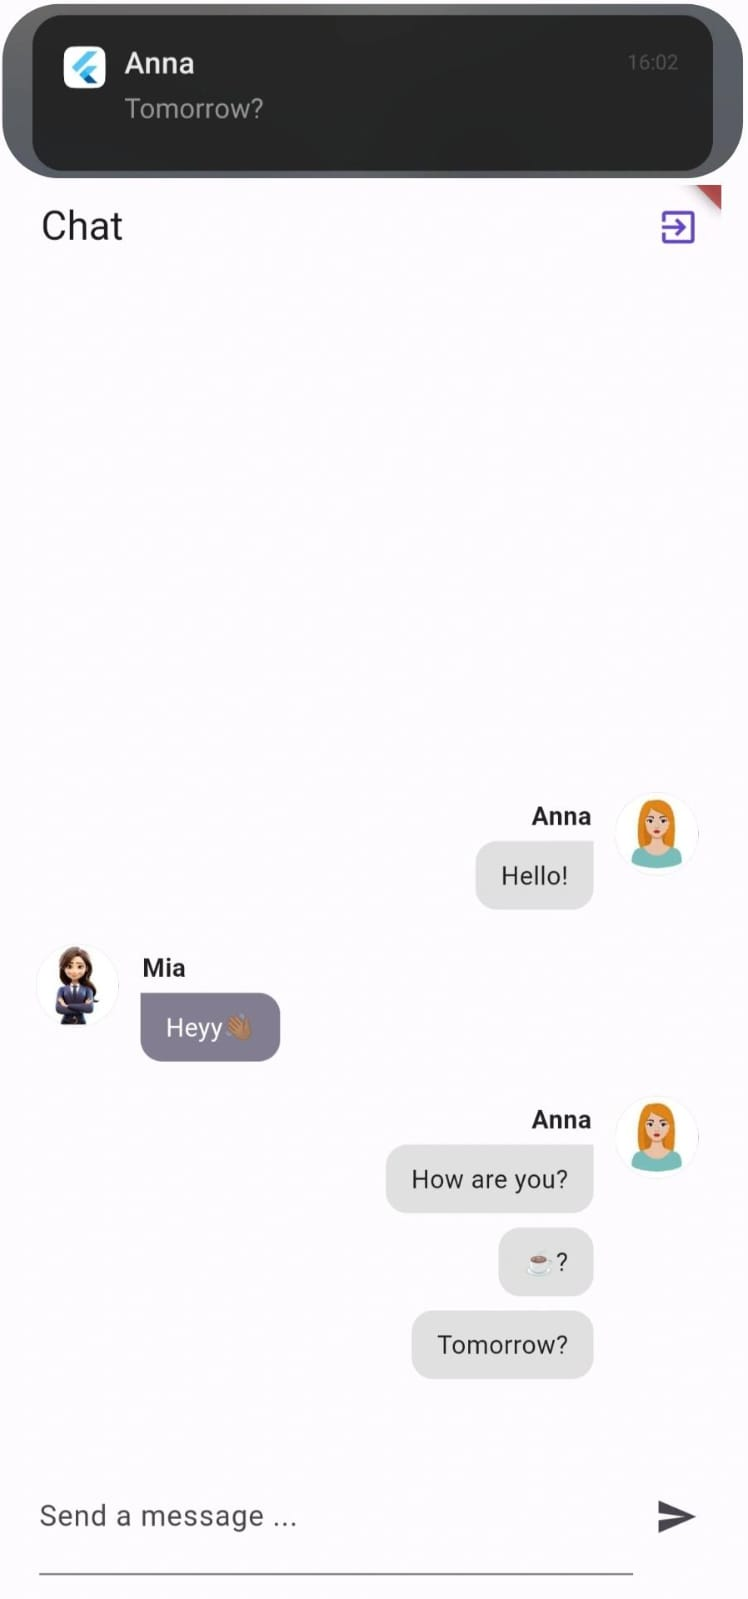 Anna
16:02
Tomorrow?
Chat
Anna
Hello!
Mia
Heyy👋🏾
Anna
How are you?
☕?
Tomorrow?
Send a message ...